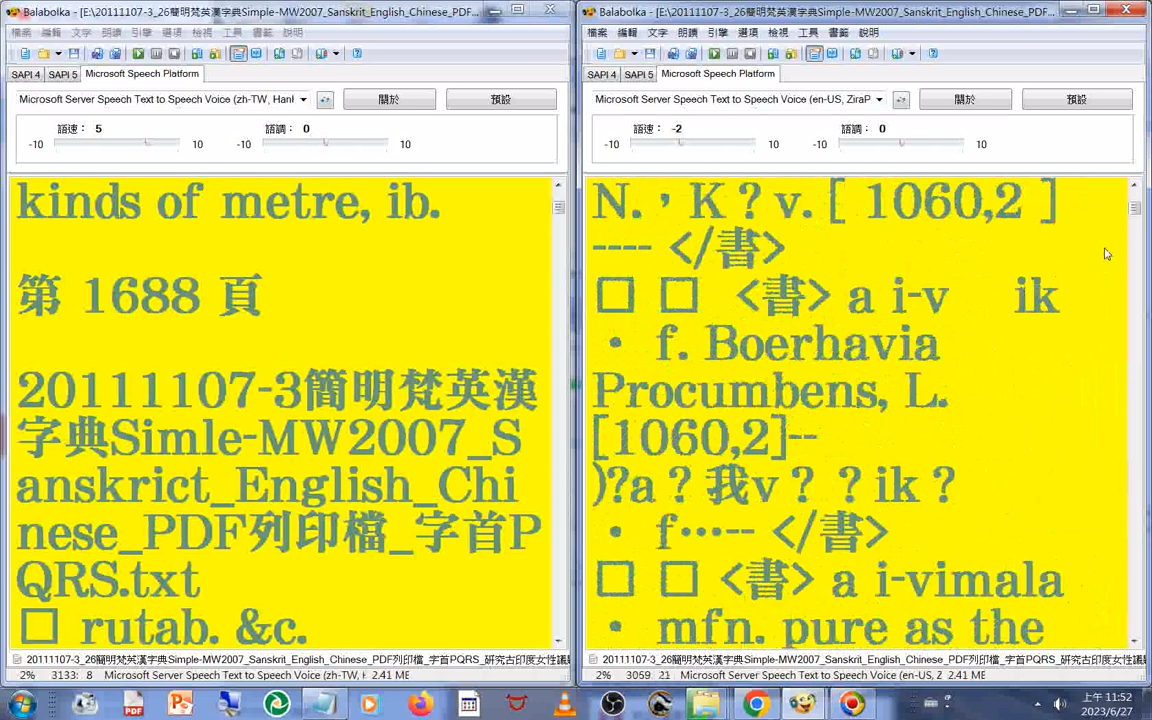 Balabolka - [E:\20111107-3_26簡明梵英漢字典Simple-MW2007_Sanskrit_English_Chinese_PDF...
檔案 編輯 文字 朗讀 引擎 選項 檢視 工具 書籤 說明
SAPI 4 SAPI 5 Microsoft Speech Platform
Microsoft Server Speech Text to Speech Voice (zh-TW, Hanl
關於 預設
語速： 5 語調： 0
-10 10 -10 10
kinds of metre, ib.
第 1688 頁
20111107-3簡明梵英漢
字典Simle-MW2007_S
anskrict_English_Chi
nese_PDF列印檔_字首P
QRS.txt
□ rutab. &c.
20111107-3_26簡明梵英漢字典Simple-MW2007_Sanskrit_English_Chinese_PDF列印檔_字首PQRS_研究古印度女性議
2% 3133: 8 Microsoft Server Speech Text to Speech Voice (zh-TW, H 2.41 ME
Balabolka - [E:\20111107-3_26簡明梵英漢字典Simple-MW2007_Sanskrit_English_Chinese_PDF...
檔案 編輯 文字 朗讀 引擎 選項 檢視 工具 書籤 說明
SAPI 4 SAPI 5 Microsoft Speech Platform
Microsoft Server Speech Text to Speech Voice (en-US, ZiraP
關於 預設
語速： -2 語調： 0
-10 10 -10 10
N.，K？v. [ 1060,2 ]
---- </書>
□ □ <書> a i-v ik
• f. Boerhavia
Procumbens, L.
[1060,2]--
)?a？我v？ ？ik？
• f…-- </書>
□ □ <書> a i-vimala
• mfn. pure as the
20111107-3_26簡明梵英漢字典Simple-MW2007_Sanskrit_English_Chinese_PDF列印檔_字首PQRS_研究古印度女性議
2% 3059: 21 Microsoft Server Speech Text to Speech Voice (en-US, Z 2.41 ME
上午 11:52
2023/6/27